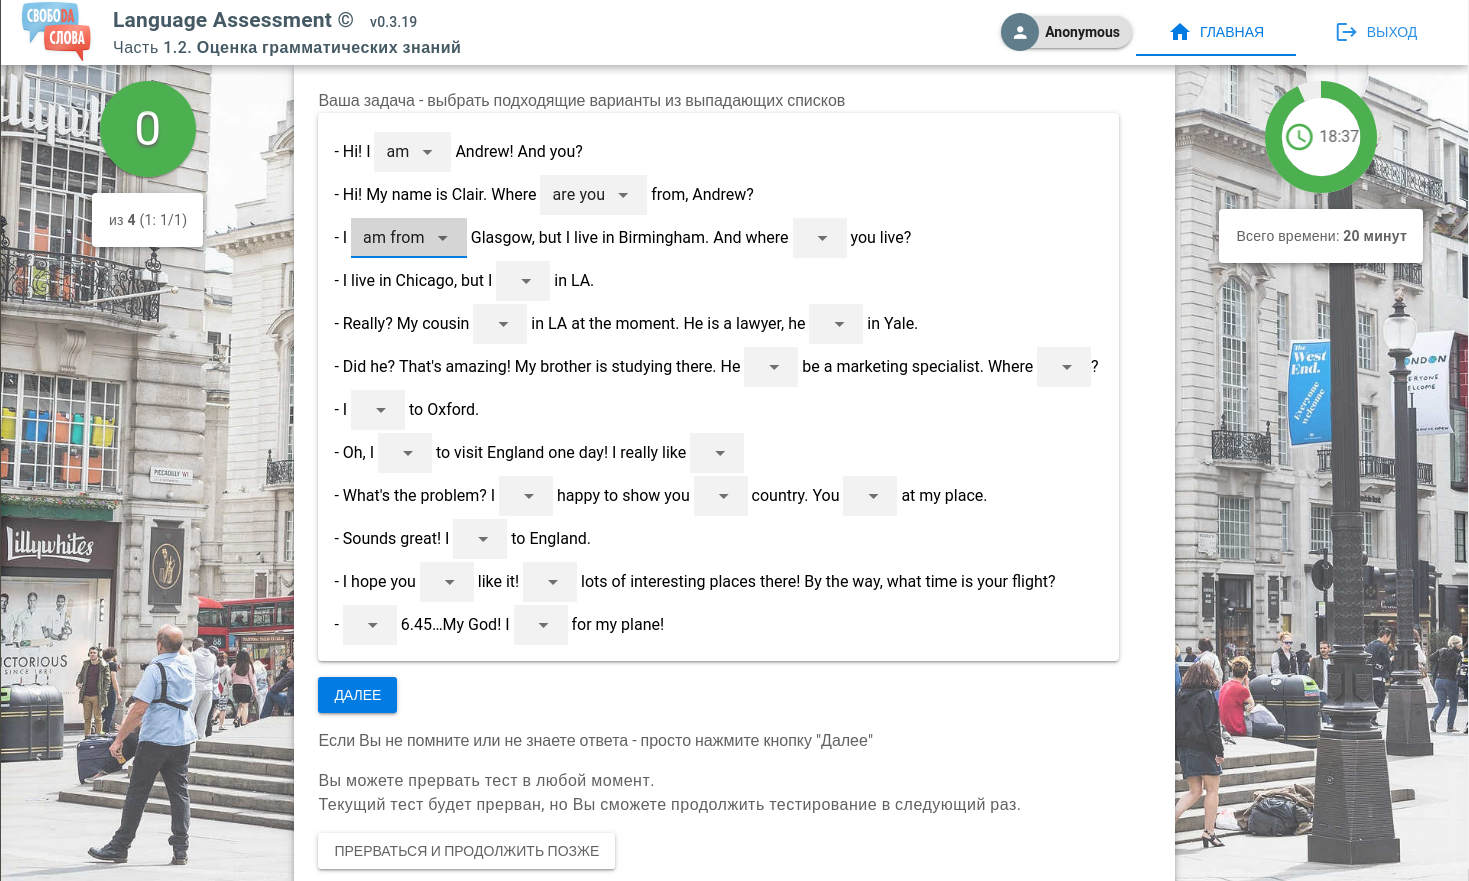 СВОБОДА
СЛОВА
Language Assessment © v0.3.19
Часть 1.2. Оценка грамматических знаний
Anonymous
ГЛАВНАЯ
ВЫХОД
0
из 4 (1: 1/1)
18:37
Всего времени: 20 минут
Ваша задача - выбрать подходящие варианты из выпадающих списков
- Hi! I am Andrew! And you?
- Hi! My name is Clair. Where are you from, Andrew?
- I am from Glasgow, but I live in Birmingham. And where you live?
- I live in Chicago, but I in LA.
- Really? My cousin in LA at the moment. He is a lawyer, he in Yale.
- Did he? That's amazing! My brother is studying there. He be a marketing specialist. Where ?
- I to Oxford.
- Oh, I to visit England one day! I really like
- What's the problem? I happy to show you country. You at my place.
- Sounds great! I to England.
- I hope you like it! lots of interesting places there! By the way, what time is your flight?
- 6.45...My God! I for my plane!
ДАЛЕЕ
Если Вы не помните или не знаете ответа - просто нажмите кнопку "Далее"
Вы можете прервать тест в любой момент.
Текущий тест будет прерван, но Вы сможете продолжить тестирование в следующий раз.
ПРЕРВАТЬСЯ И ПРОДОЛЖИТЬ ПОЗЖЕ
Lillywhites
PICCADILLY W1
The
West
End.
Everyone
welcome